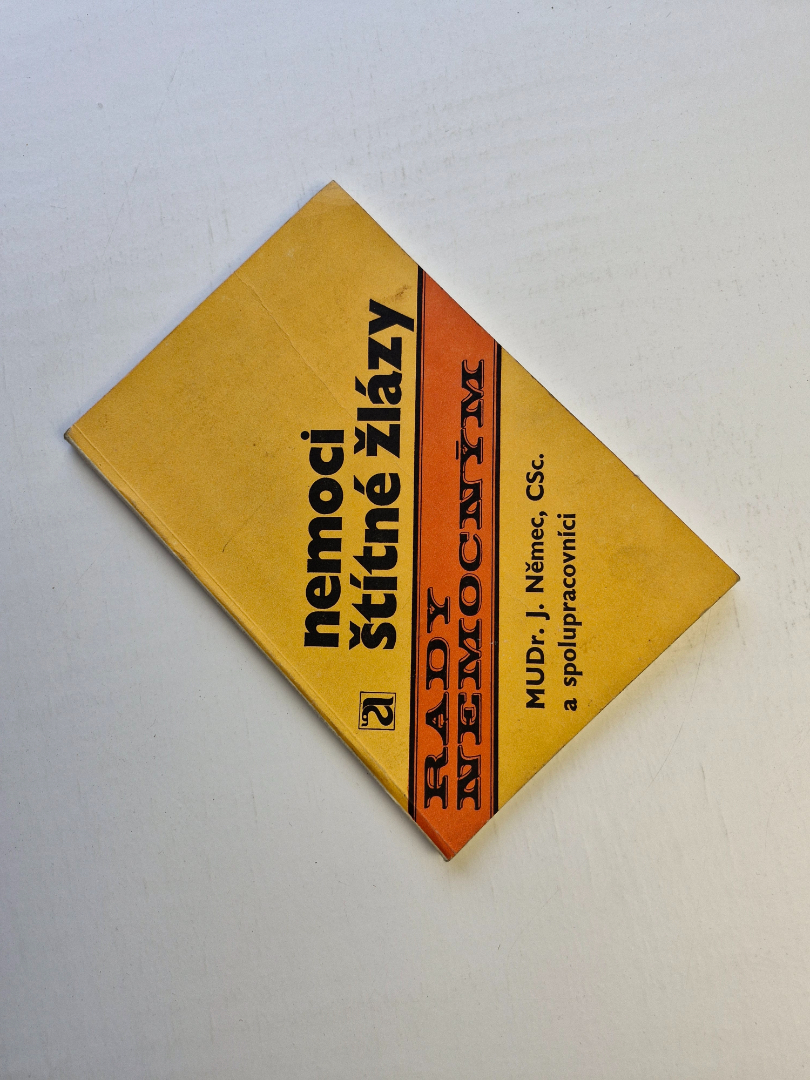 nemoci
štítné žlázy
a
RADY
NEMOCNÝM
MUDr. J. Němec, CSc.
a spolupracovníci